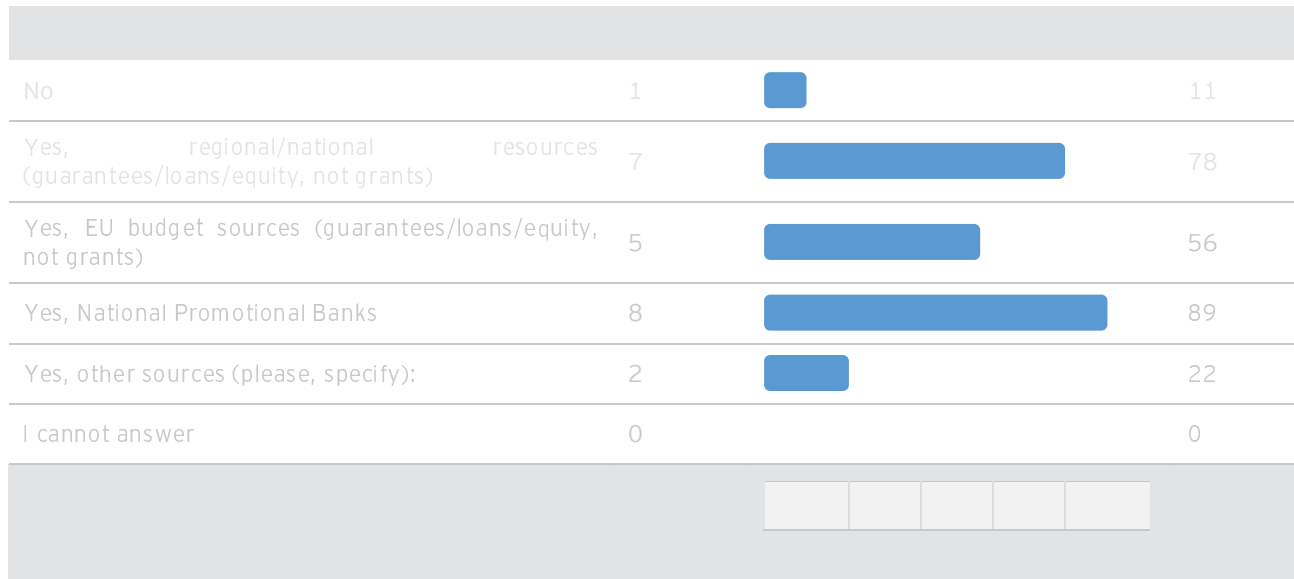 No 1 11
Yes, regional/national resources
(guarantees/loans/equity, not grants) 7 78
Yes, EU budget sources (guarantees/loans/equity,
not grants) 5 56
Yes, National Promotional Banks 8 89
Yes, other sources (please, specify): 2 22
I cannot answer 0 0